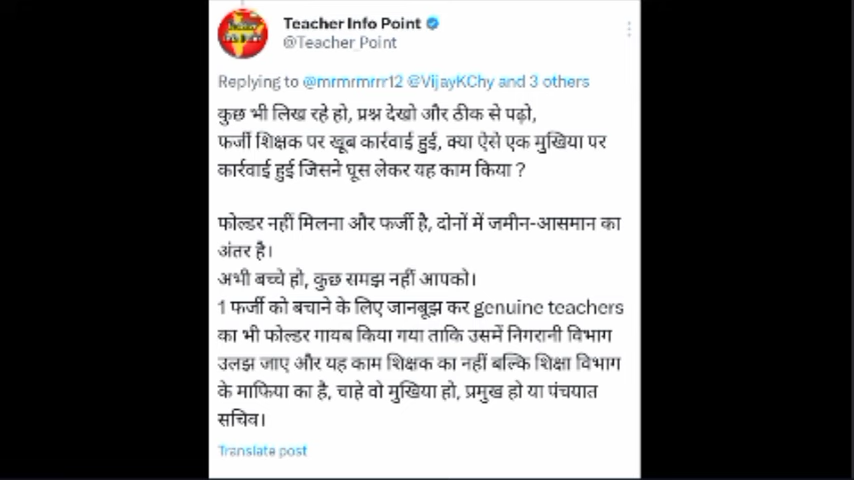 Teacher Info Point
@Teacher_Point
Replying to @mrmrmrrr12 @VijayKChy and 3 others
कुछ भी लिख रहे हो, प्रश्न देखो और ठीक से पढ़ो,
फर्जी शिक्षक पर खूब कार्रवाई हुई, क्या ऐसे एक मुखिया पर
कार्रवाई हुई जिसने घूस लेकर यह काम किया ?
फोल्डर नहीं मिलना और फर्जी है, दोनों में जमीन-आसमान का
अंतर है।
अभी बच्चे हो, कुछ समझ नहीं आपको।
1 फर्जी को बचाने के लिए जानबूझ कर genuine teachers
का भी फोल्डर गायब किया गया ताकि उसमें निगरानी विभाग
उलझ जाए और यह काम शिक्षक का नहीं बल्कि शिक्षा विभाग
के माफिया का है, चाहे वो मुखिया हो, प्रमुख हो या पंचयात
सचिव।
Translate post